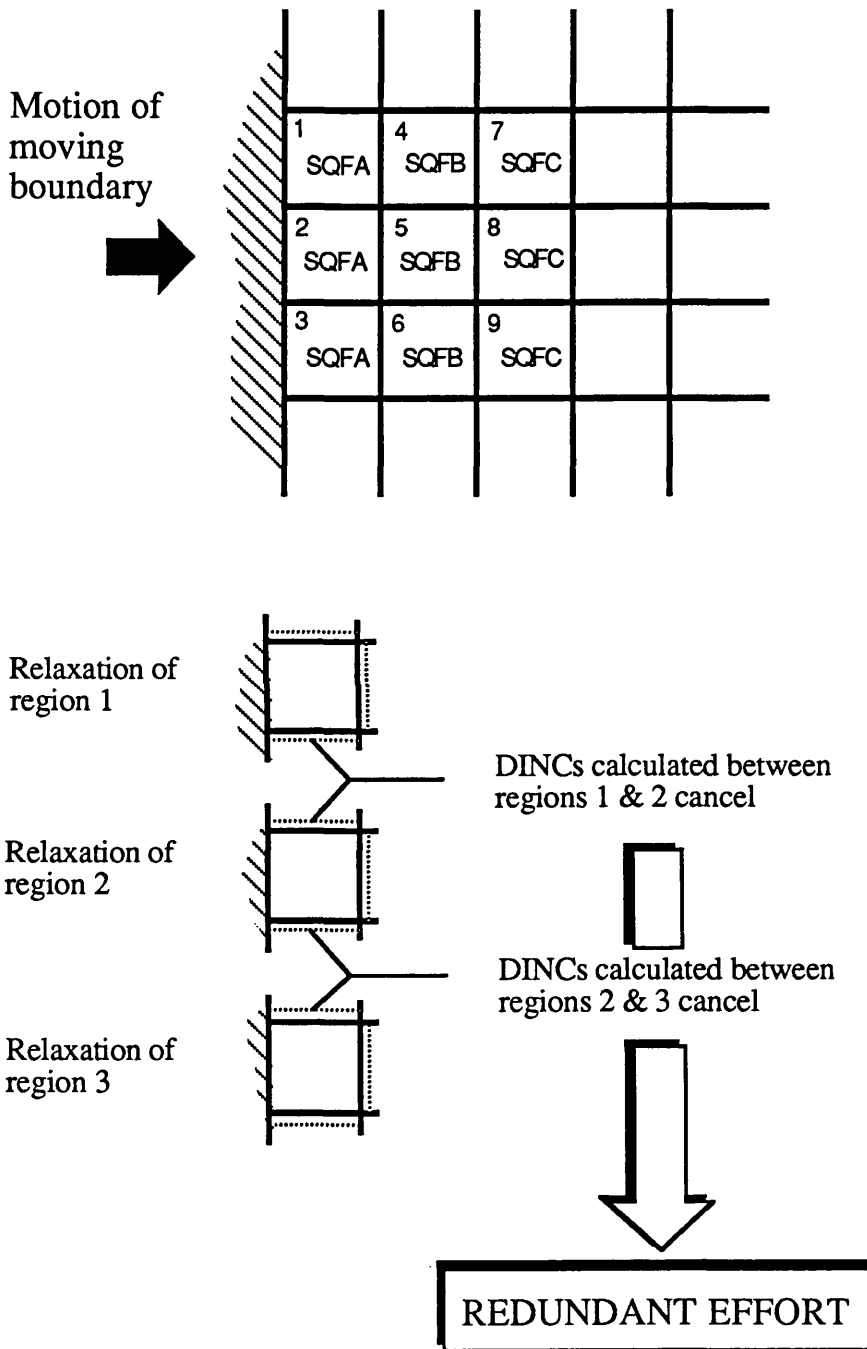 Motion of
moving
boundary
1 4 7
SQFA SQFB SQFC
2 5 8
SQFA SQFB SQFC
3 6 9
SQFA SQFB SQFC
Relaxation of
region 1
DINCs calculated between
regions 1 & 2 cancel
Relaxation of
region 2
DINCs calculated between
regions 2 & 3 cancel
Relaxation of
region 3
REDUNDANT EFFORT